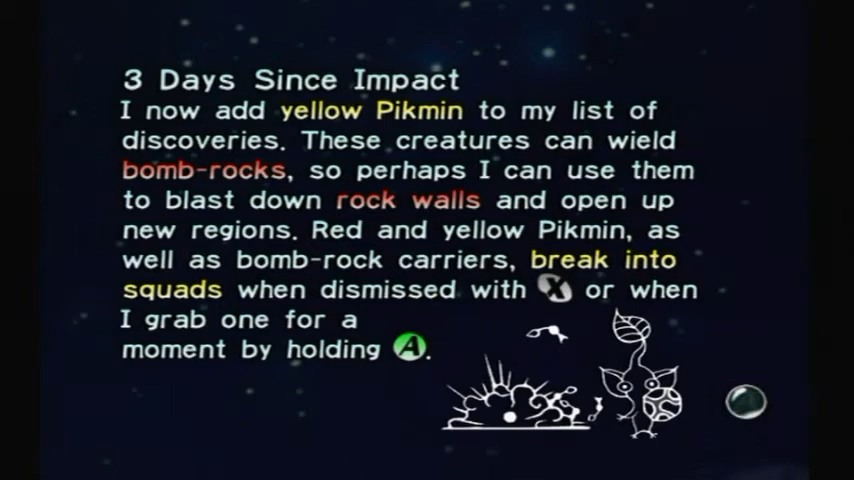 3 Days Since Impact
I now add yellow Pikmin to my list of
discoveries. These creatures can wield
bomb-rocks, so perhaps I can use them
to blast down rock walls and open up
new regions. Red and yellow Pikmin, as
well as bomb-rock carriers, break into
squads when dismissed with X or when
I grab one for a
moment by holding A.